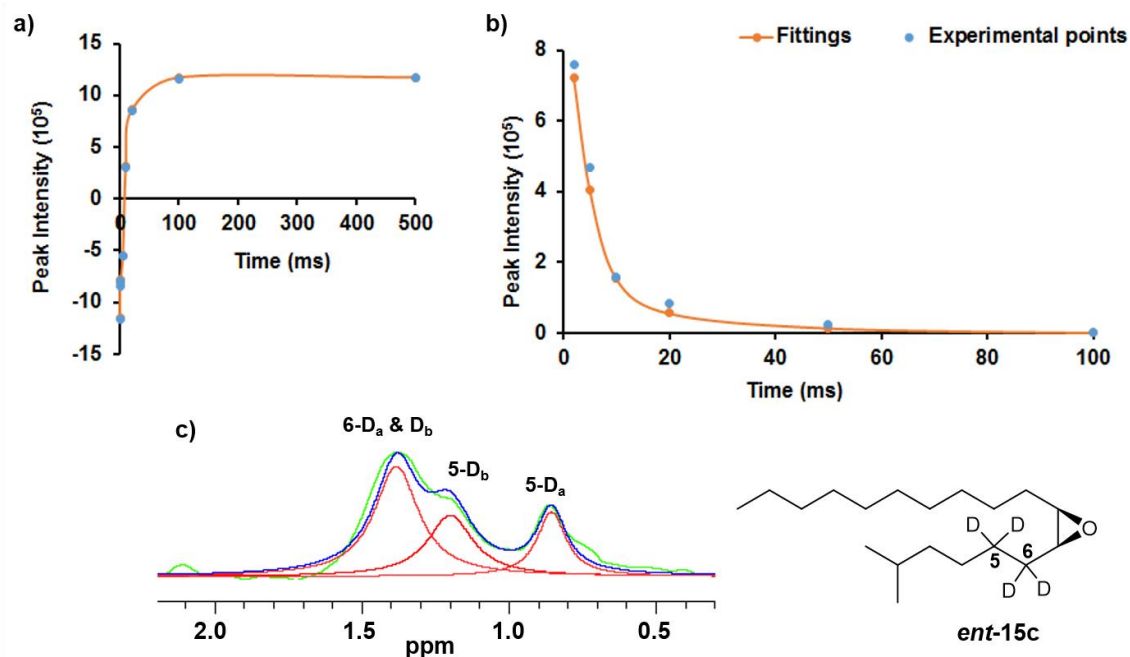 a)
15
10
5
0
-5
-10
-15
0 100 200 300 400 500
Time (ms)
Peak Intensity (10⁵)
b)
Fittings
Experimental points
8
6
4
2
0
0 20 40 60 80 100
Time (ms)
Peak Intensity (10⁵)
c)
6-Dₐ & D_b
5-D_b
5-Dₐ
2.0 1.5 1.0 0.5
ppm
D D
5 6
O
D D
ent-15c